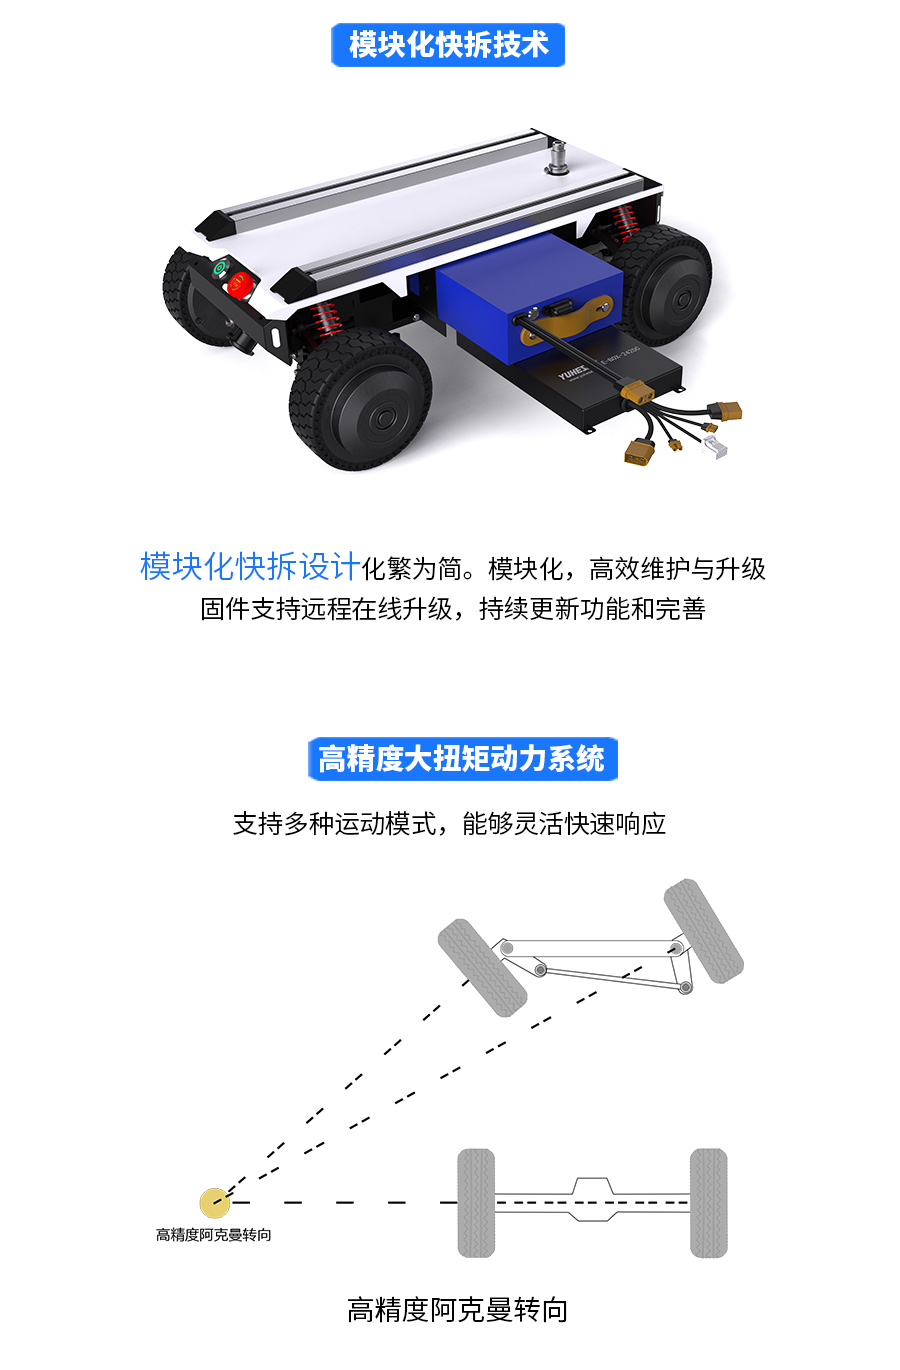 模块化快拆技术
YUHES
E-BOX-2420C
模块化快拆设计化繁为简。模块化，高效维护与升级
固件支持远程在线升级，持续更新功能和完善
高精度大扭矩动力系统
支持多种运动模式，能够灵活快速响应
高精度阿克曼转向
高精度阿克曼转向